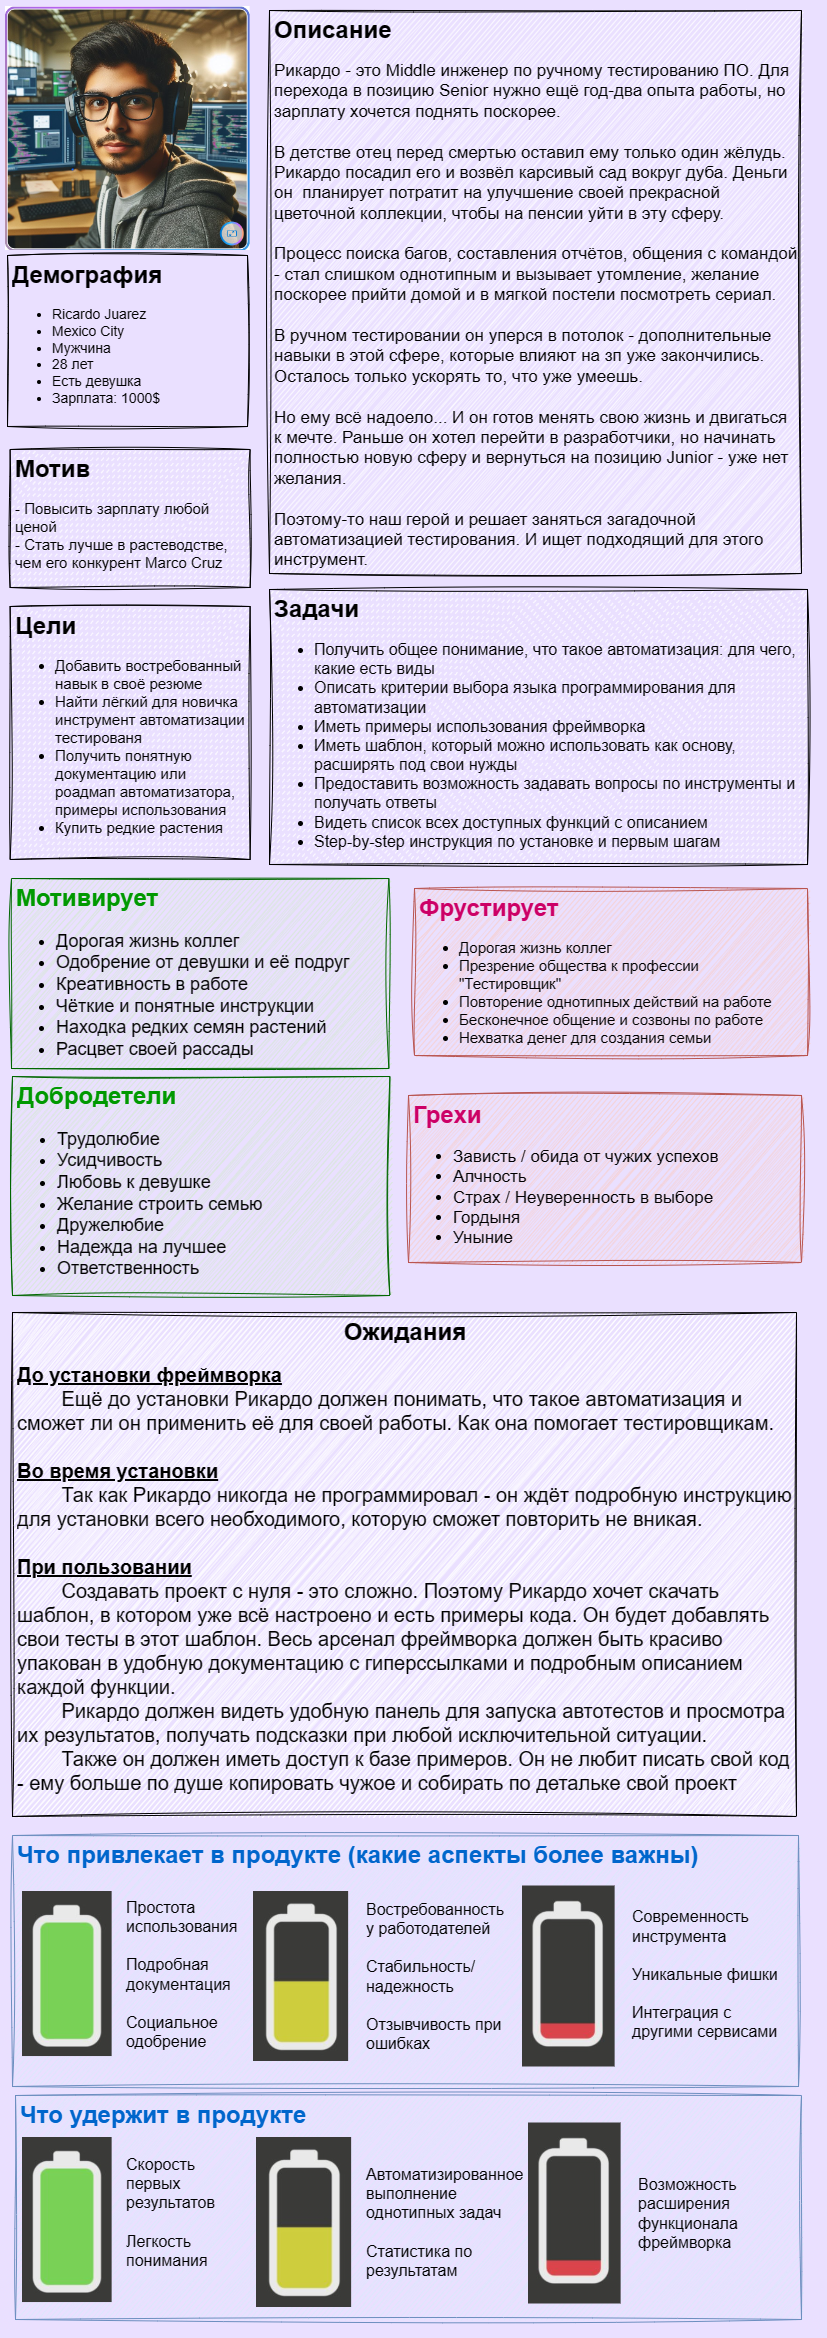 Описание
Рикардо - это Middle инженер по ручному тестированию ПО. Для
перехода в позицию Senior нужно ещё год-два опыта работы, но
зарплату хочется поднять поскорее.
В детстве отец перед смертью оставил ему только один жёлудь.
Рикардо посадил его и возвёл карсивый сад вокруг дуба. Деньги
он планирует потратит на улучшение своей прекрасной
цветочной коллекции, чтобы на пенсии уйти в эту сферу.
Процесс поиска багов, составления отчётов, общения с командой
- стал слишком однотипным и вызывает утомление, желание
поскорее прийти домой и в мягкой постели посмотреть сериал.
В ручном тестировании он уперся в потолок - дополнительные
навыки в этой сфере, которые влияют на зп уже закончились.
Осталось только ускорять то, что уже умеешь.
Но ему всё надоело... И он готов менять свою жизнь и двигаться
к мечте. Раньше он хотел перейти в разработчики, но начинать
полностью новую сферу и вернуться на позицию Junior - уже нет
желания.
Поэтому-то наш герой и решает заняться загадочной
автоматизацией тестирования. И ищет подходящий для этого
инструмент.
Демография
• Ricardo Juarez
• Mexico City
• Мужчина
• 28 лет
• Есть девушка
• Зарплата: 1000$
Мотив
- Повысить зарплату любой
ценой
- Стать лучше в растеводстве,
чем его конкурент Marco Cruz
Цели
• Добавить востребованный
навык в своё резюме
• Найти лёгкий для новичка
инструмент автоматизации
тестированя
• Получить понятную
документацию или
роадмап автоматизатора,
примеры использования
• Купить редкие растения
Задачи
• Получить общее понимание, что такое автоматизация: для чего,
какие есть виды
• Описать критерии выбора языка программирования для
автоматизации
• Иметь примеры использования фреймворка
• Иметь шаблон, который можно использовать как основу,
расширять под свои нужды
• Предоставить возможность задавать вопросы по инструменты и
получать ответы
• Видеть список всех доступных функций с описанием
• Step-by-step инструкция по установке и первым шагам
Мотивирует
• Дорогая жизнь коллег
• Одобрение от девушки и её подруг
• Креативность в работе
• Чёткие и понятные инструкции
• Находка редких семян растений
• Расцвет своей рассады
Фрустирует
• Дорогая жизнь коллег
• Презрение общества к профессии
"Тестировщик"
• Повторение однотипных действий на работе
• Бесконечное общение и созвоны по работе
• Нехватка денег для создания семьи
Добродетели
• Трудолюбие
• Усидчивость
• Любовь к девушке
• Желание строить семью
• Дружелюбие
• Надежда на лучшее
• Ответственность
Грехи
• Зависть / обида от чужих успехов
• Алчность
• Страх / Неуверенность в выборе
• Гордыня
• Уныние
Ожидания
До установки фреймворка
Ещё до установки Рикардо должен понимать, что такое автоматизация и
сможет ли он применить её для своей работы. Как она помогает тестировщикам.
Во время установки
Так как Рикардо никогда не программировал - он ждёт подробную инструкцию
для установки всего необходимого, которую сможет повторить не вникая.
При пользовании
Создавать проект с нуля - это сложно. Поэтому Рикардо хочет скачать
шаблон, в котором уже всё настроено и есть примеры кода. Он будет добавлять
свои тесты в этот шаблон. Весь арсенал фреймворка должен быть красиво
упакован в удобную документацию с гиперссылками и подробным описанием
каждой функции.
Рикардо должен видеть удобную панель для запуска автотестов и просмотра
их результатов, получать подсказки при любой исключительной ситуации.
Также он должен иметь доступ к базе примеров. Он не любит писать свой код
- ему больше по душе копировать чужое и собирать по детальке свой проект
Что привлекает в продукте (какие аспекты более важны)
Простота
использования
Подробная
документация
Социальное
одобрение
Востребованность
у работодателей
Стабильность/
надежность
Отзывчивость при
ошибках
Современность
инструмента
Уникальные фишки
Интеграция с
другими сервисами
Что удержит в продукте
Скорость
первых
результатов
Легкость
понимания
Автоматизированное
выполнение
однотипных задач
Статистика по
результатам
Возможность
расширения
функционала
фреймворка